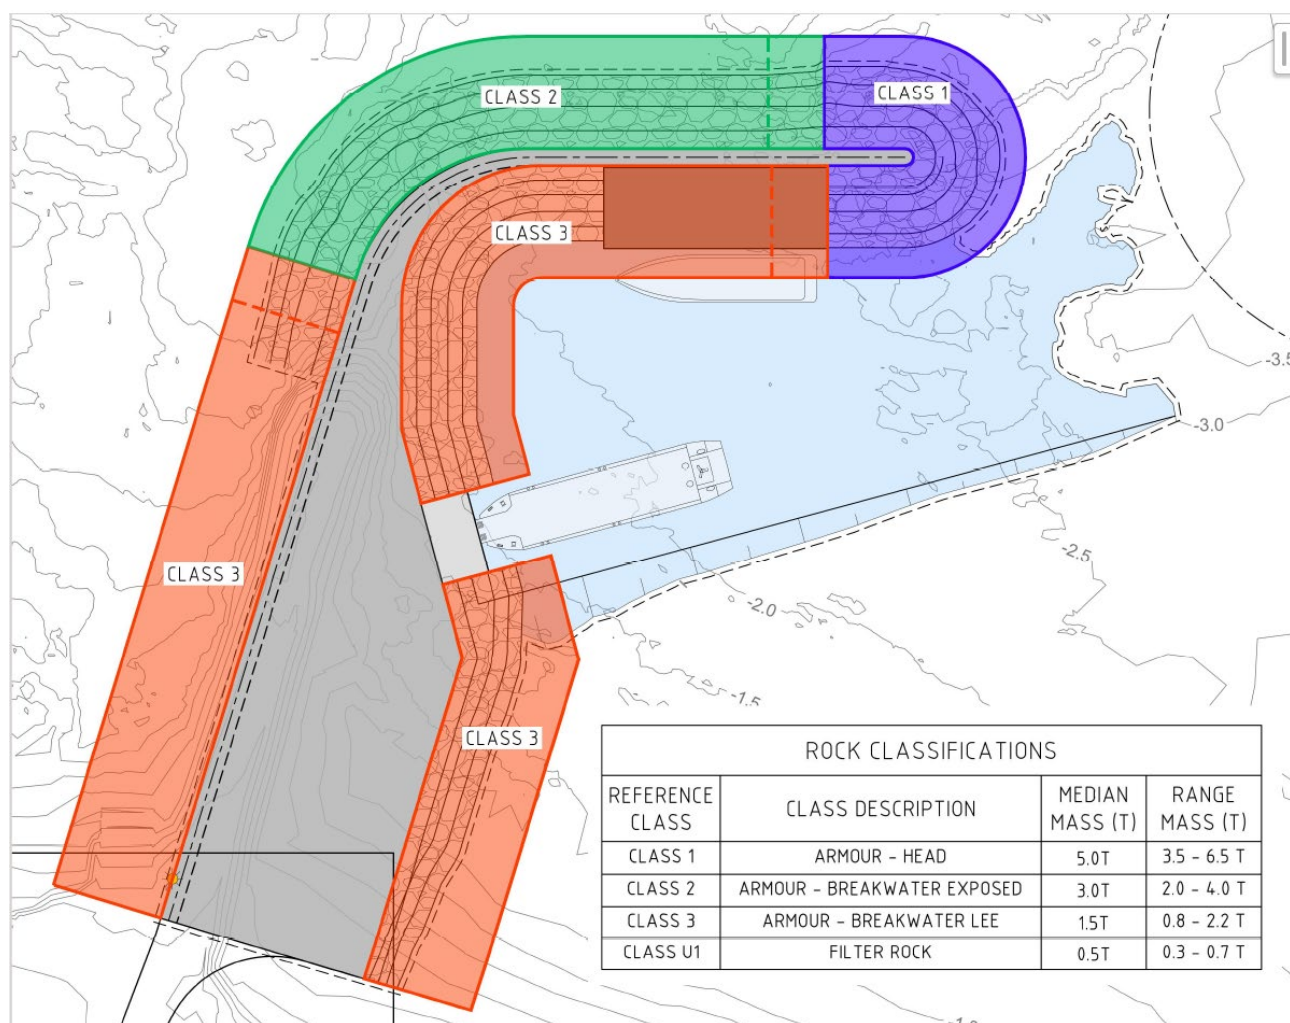 CLASS 2
CLASS 1
CLASS 3
-3.5
-3.0
-2.5
CLASS 3
-2.0
-1.5
CLASS 3
ROCK CLASSIFICATIONS
REFERENCE CLASS CLASS DESCRIPTION MEDIAN MASS (T) RANGE MASS (T)
CLASS 1 ARMOUR - HEAD 5.0T 3.5 - 6.5 T
CLASS 2 ARMOUR - BREAKWATER EXPOSED 3.0T 2.0 - 4.0 T
CLASS 3 ARMOUR - BREAKWATER LEE 1.5T 0.8 - 2.2 T
CLASS U1 FILTER ROCK 0.5T 0.3 - 0.7 T